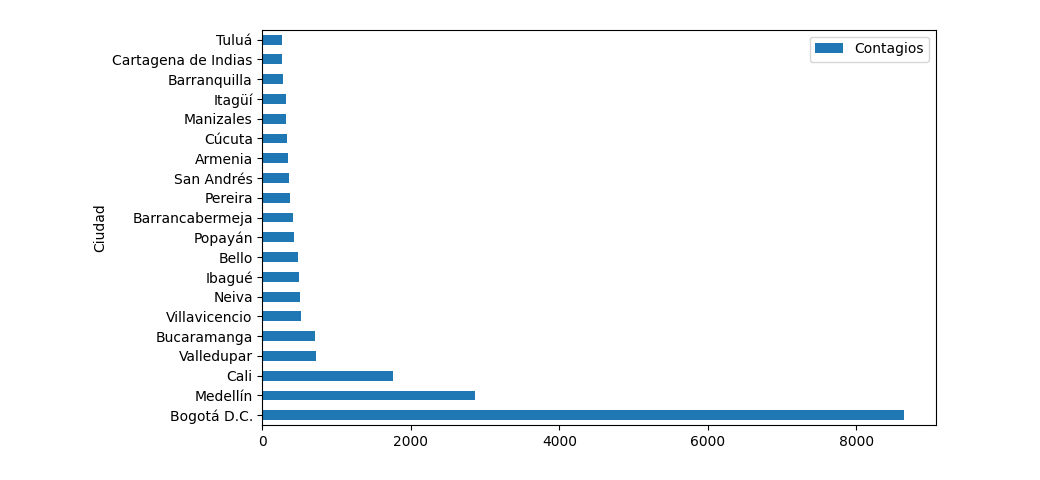 Contagios
Ciudad
Tuluá
Cartagena de Indias
Barranquilla
Itagüí
Manizales
Cúcuta
Armenia
San Andrés
Pereira
Barrancabermeja
Popayán
Bello
Ibagué
Neiva
Villavicencio
Bucaramanga
Valledupar
Cali
Medellín
Bogotá D.C.
0 2000 4000 6000 8000